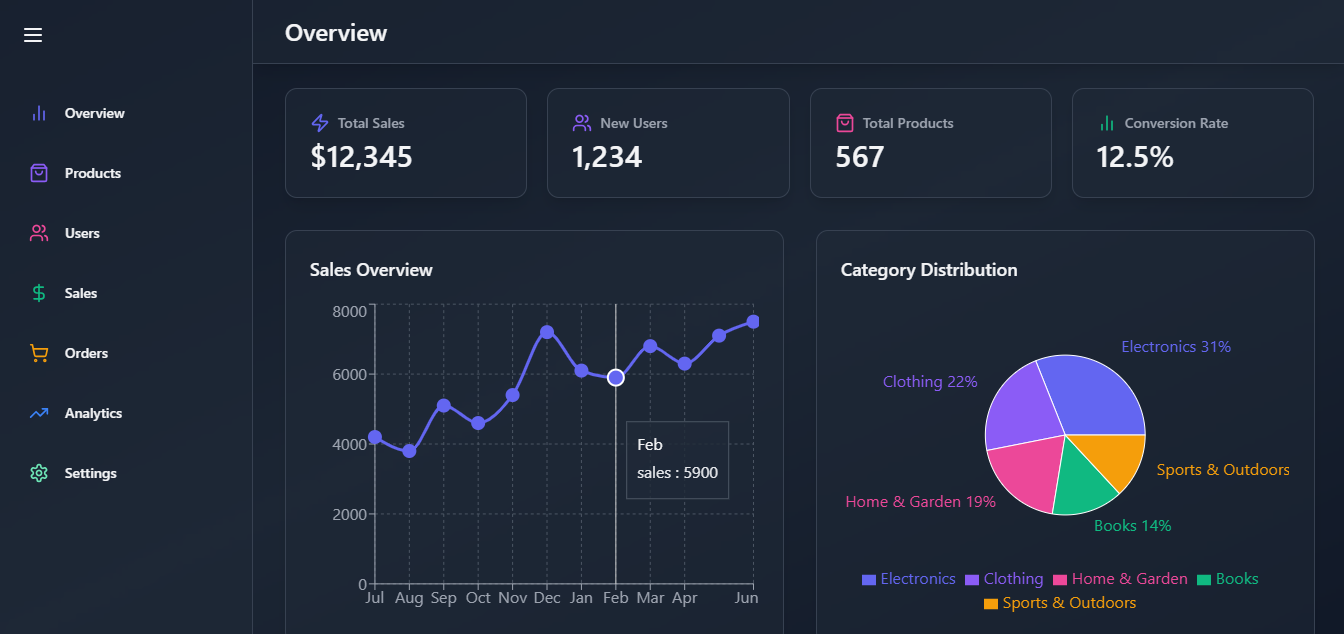 Overview
Overview
Products
Users
Sales
Orders
Analytics
Settings
Total Sales
$12,345
New Users
1,234
Total Products
567
Conversion Rate
12.5%
Sales Overview
8000
6000
4000
2000
0
Jul Aug Sep Oct Nov Dec Jan Feb Mar Apr Jun
Feb
sales : 5900
Category Distribution
Electronics 31%
Clothing 22%
Sports & Outdoors
Home & Garden 19%
Books 14%
Electronics Clothing Home & Garden Books
Sports & Outdoors